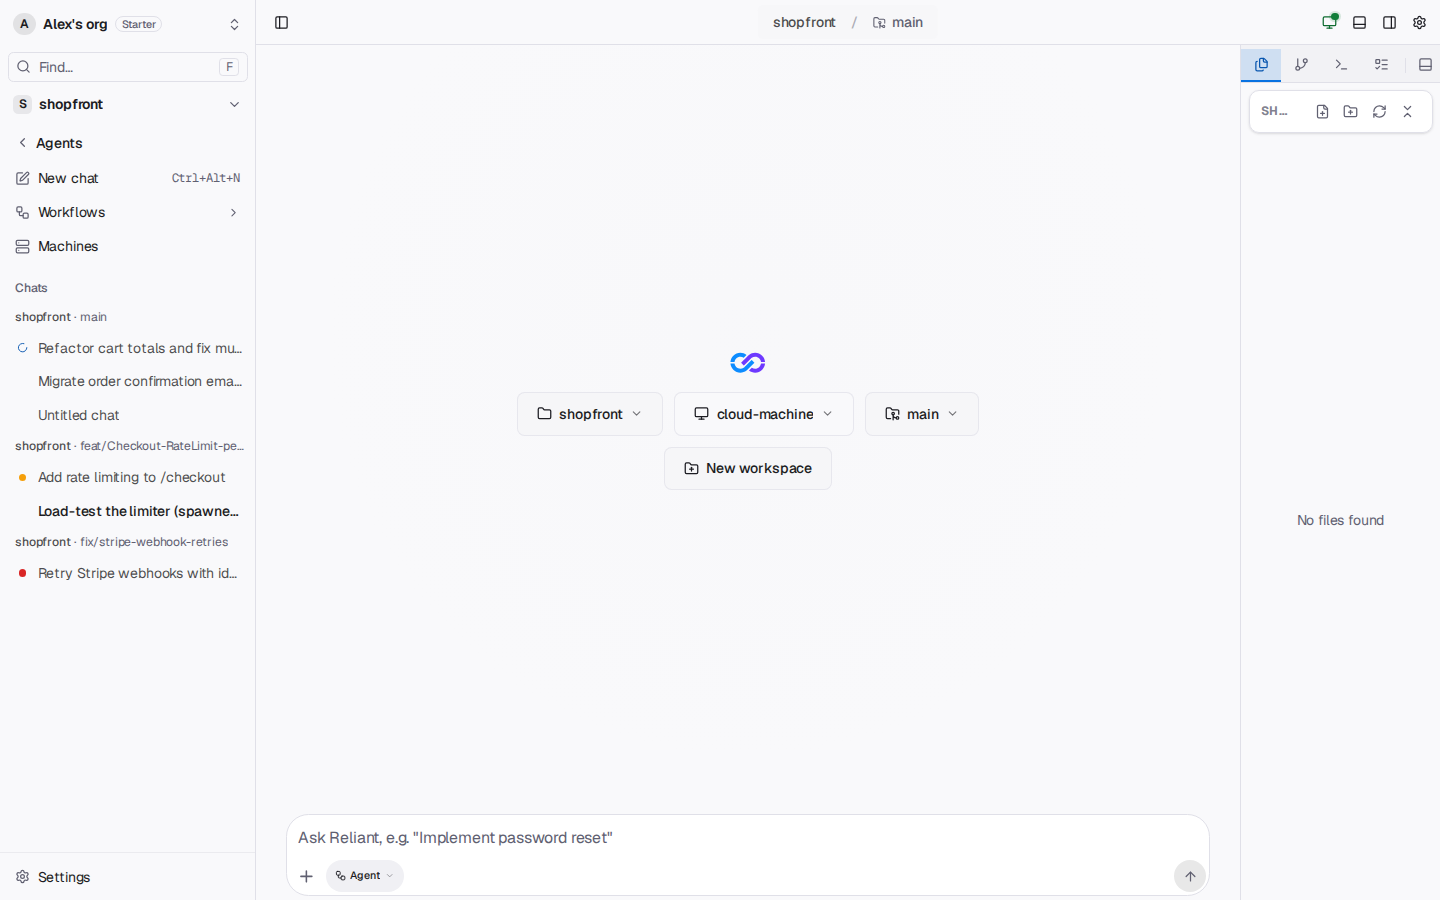 A Alex's org Starter
Find... F
S shopfront
Agents
New chat Ctrl+Alt+N
Workflows
Machines
Chats
shopfront · main
Refactor cart totals and fix mu...
Migrate order confirmation ema...
Untitled chat
shopfront · feat/Checkout-RateLimit-pe...
Add rate limiting to /checkout
Load-test the limiter (spawne...
shopfront · fix/stripe-webhook-retries
Retry Stripe webhooks with id...
Settings
shopfront / main
shopfront
cloud-machine
main
New workspace
Ask Reliant, e.g. "Implement password reset"
Agent
SH...
No files found